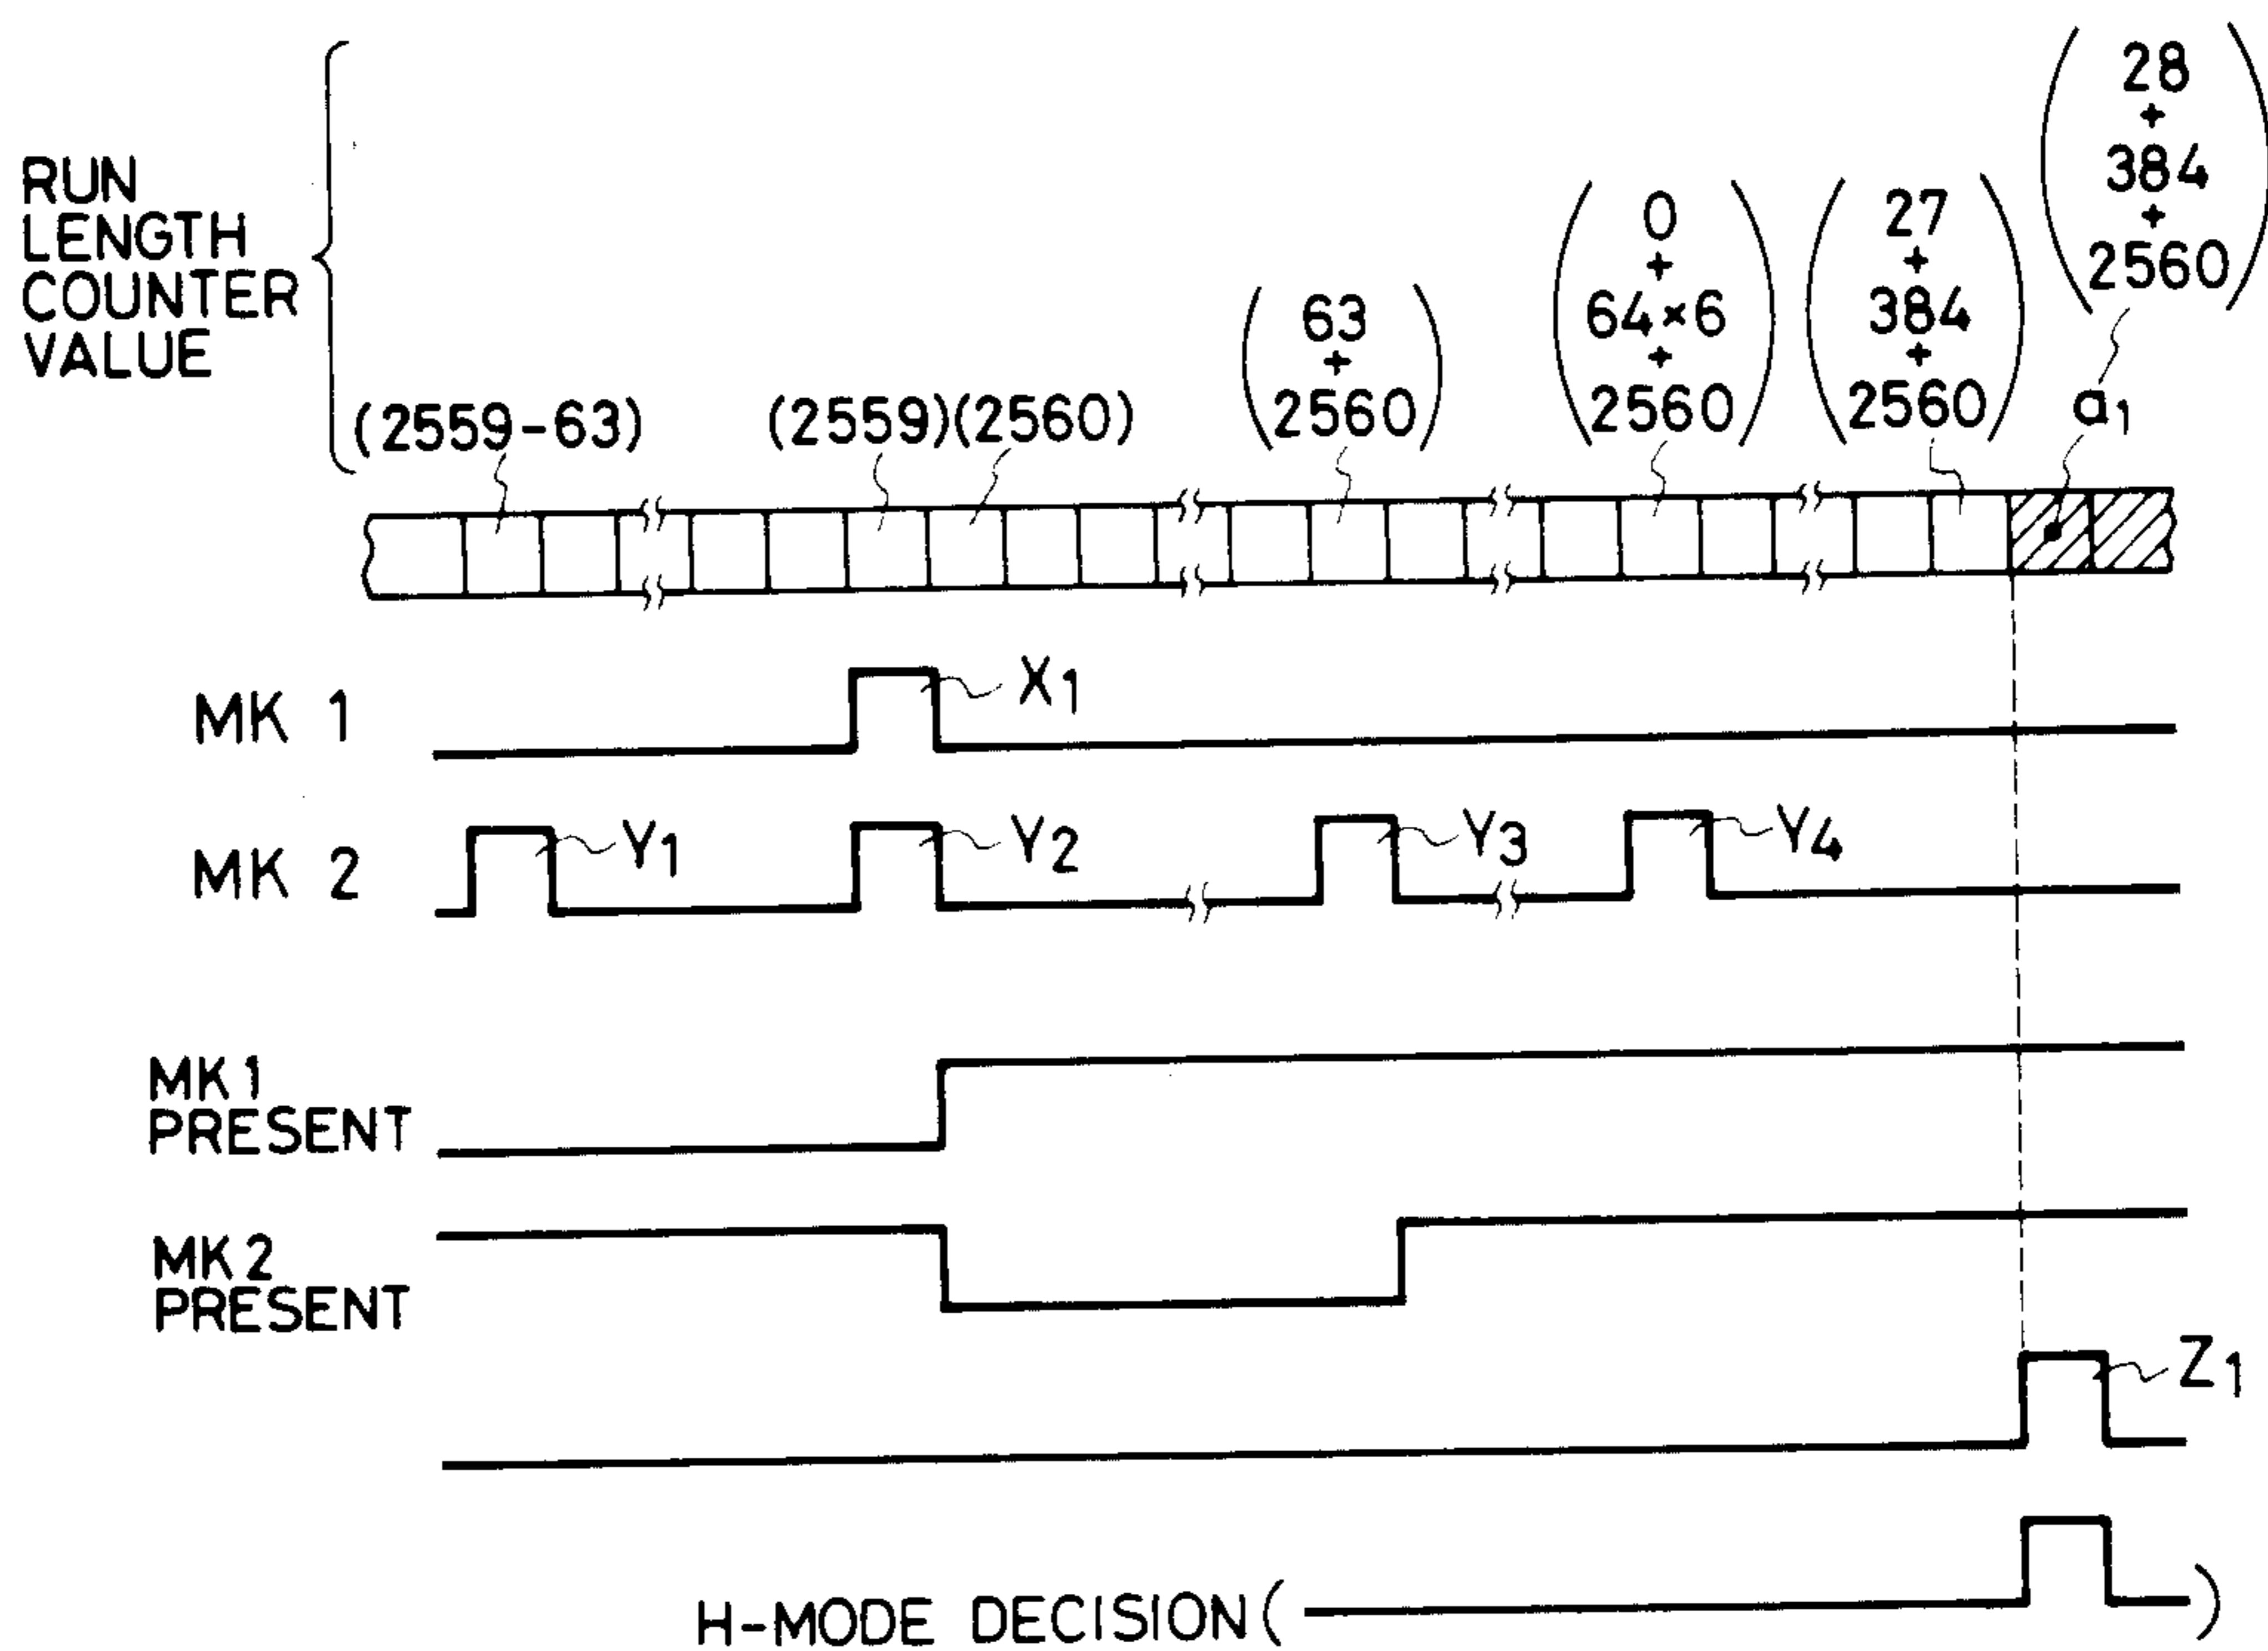 RUN
LENGTH
COUNTER
VALUE
(2559-63)
(2559)(2560)
63
+
2560
0
+
64×6
+
2560
27
+
384
+
2560
28
+
384
+
2560
a1
MK 1
X1
MK 2
Y1
Y2
Y3
Y4
MK1
PRESENT
MK2
PRESENT
Z1
H-MODE DECISION( )